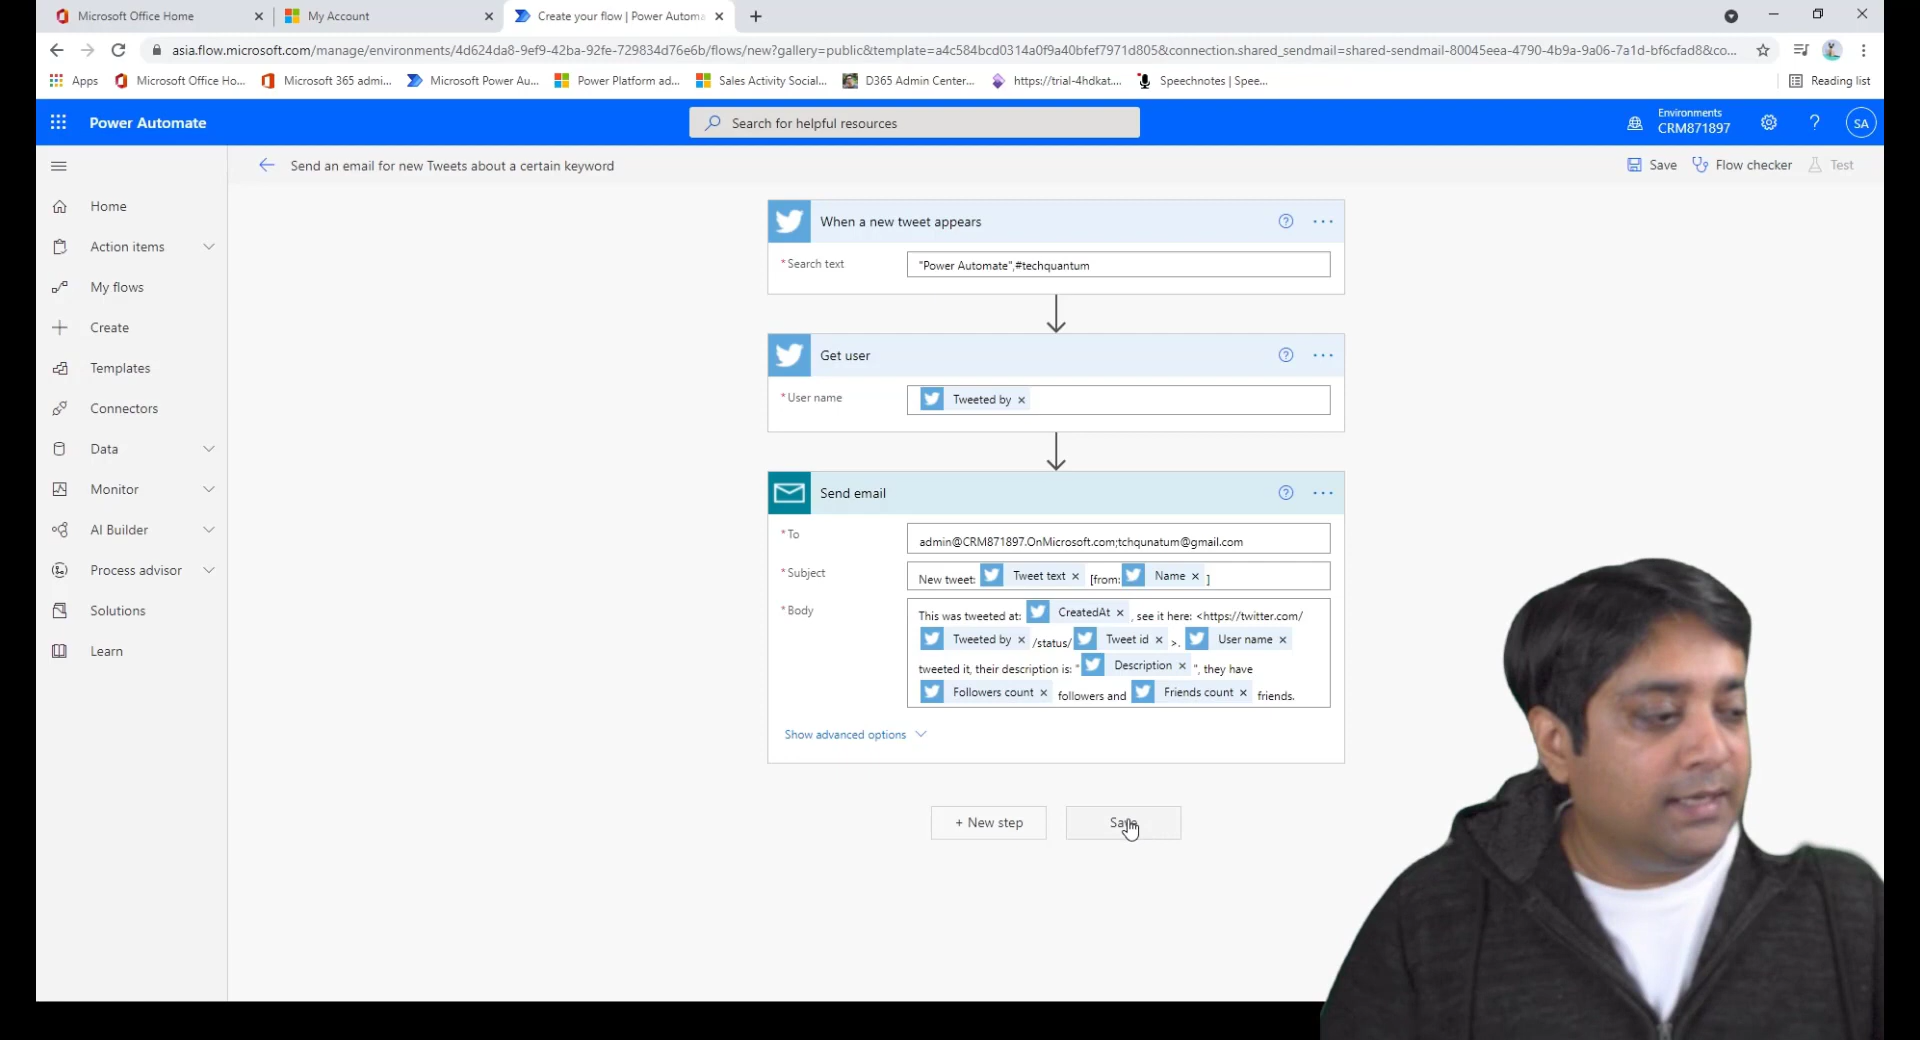 Microsoft Office Home
My Account
Create your flow | Power Automa
asia.flow.microsoft.com/manage/environments/4d624da8-9ef9-42ba-92fe-729834d76e6b/flows/new?gallery=public&template=a4c584bcd0314a0f9a40bfef7971d805&connection.shared_sendmail=shared-sendmail-80045eea-4790-4b9a-9a06-7a1d-bf6cfad8&co...
Apps
Microsoft Office Ho...
Microsoft 365 admi...
Microsoft Power Au...
Power Platform ad...
Sales Activity Social...
D365 Admin Center...
https://trial-4hdkat....
Speechnotes | Spee...
Reading list
Power Automate
Search for helpful resources
Environments
CRM871897
SA
Send an email for new Tweets about a certain keyword
Save
Flow checker
Test
Home
Action items
My flows
Create
Templates
Connectors
Data
Monitor
AI Builder
Process advisor
Solutions
Learn
When a new tweet appears
* Search text
"Power Automate",#techquantum
Get user
* User name
Tweeted by ×
Send email
* To
admin@CRM871897.OnMicrosoft.com;tchqunatum@gmail.com
* Subject
New tweet: Tweet text × [from: Name × ]
* Body
This was tweeted at: CreatedAt × , see it here: <https://twitter.com/
Tweeted by × /status/ Tweet id × >. User name ×
tweeted it, their description is: " Description × ", they have
Followers count × followers and Friends count × friends.
Show advanced options
+ New step
Save